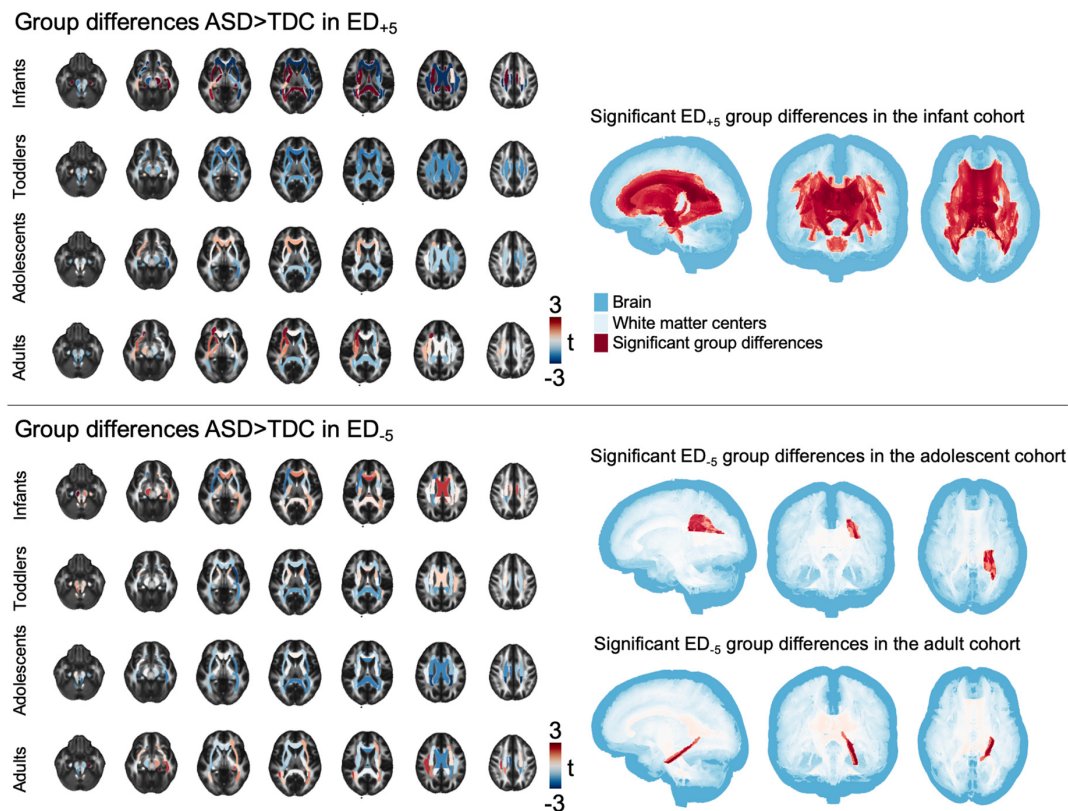 Group differences ASD>TDC in ED₊₅
Infants
Toddlers
Adolescents
Adults
3
t
-3
Significant ED₊₅ group differences in the infant cohort
Brain
White matter centers
Significant group differences
Group differences ASD>TDC in ED₋₅
Infants
Toddlers
Adolescents
Adults
3
t
-3
Significant ED₋₅ group differences in the adolescent cohort
Significant ED₋₅ group differences in the adult cohort